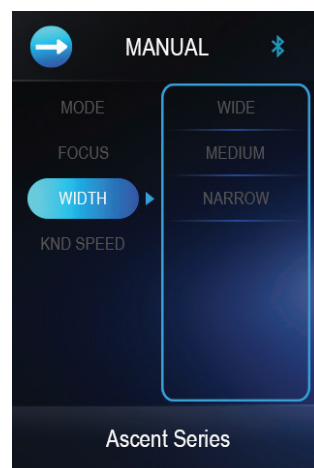 MANUAL
MODE
FOCUS
WIDTH
KND SPEED
WIDE
MEDIUM
NARROW
Ascent Series